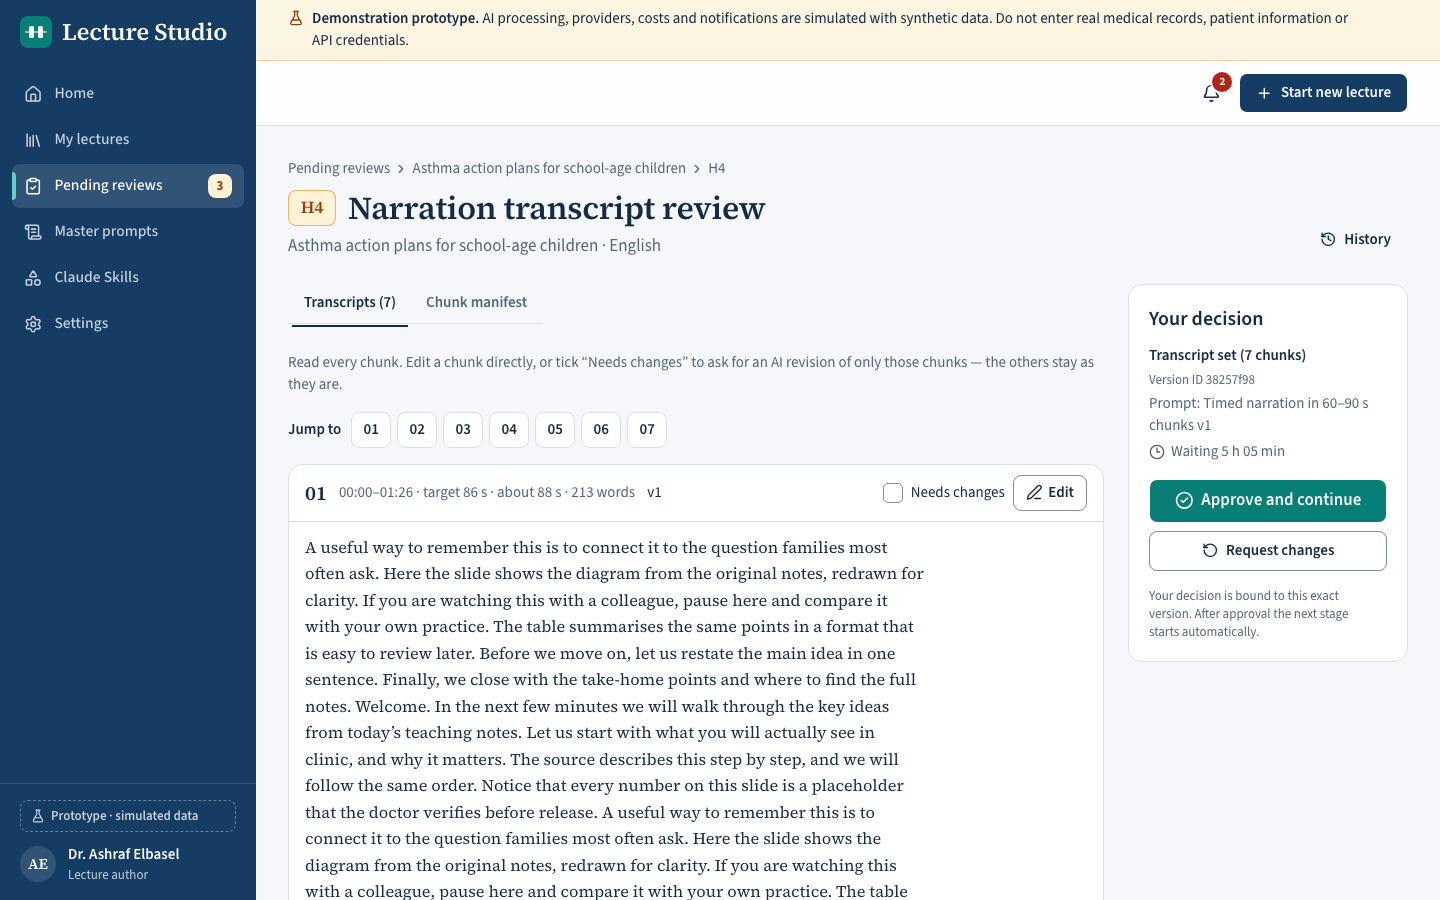 Lecture Studio
Home
My lectures
Pending reviews
3
Master prompts
Claude Skills
Settings
Prototype · simulated data
AE
Dr. Ashraf Elbasel
Lecture author
Demonstration prototype. AI processing, providers, costs and notifications are simulated with synthetic data. Do not enter real medical records, patient information or
API credentials.
2
Start new lecture
Pending reviews > Asthma action plans for school-age children > H4
H4
Narration transcript review
Asthma action plans for school-age children · English
History
Transcripts (7)
Chunk manifest
Read every chunk. Edit a chunk directly, or tick “Needs changes” to ask for an AI revision of only those chunks — the others stay as
they are.
Jump to
01
02
03
04
05
06
07
01
00:00–01:26 · target 86 s · about 88 s · 213 words
v1
Needs changes
Edit
A useful way to remember this is to connect it to the question families most
often ask. Here the slide shows the diagram from the original notes, redrawn for
clarity. If you are watching this with a colleague, pause here and compare it
with your own practice. The table summarises the same points in a format that
is easy to review later. Before we move on, let us restate the main idea in one
sentence. Finally, we close with the take-home points and where to find the full
notes. Welcome. In the next few minutes we will walk through the key ideas
from today’s teaching notes. Let us start with what you will actually see in
clinic, and why it matters. The source describes this step by step, and we will
follow the same order. Notice that every number on this slide is a placeholder
that the doctor verifies before release. A useful way to remember this is to
connect it to the question families most often ask. Here the slide shows the
diagram from the original notes, redrawn for clarity. If you are watching this
with a colleague, pause here and compare it with your own practice. The table
Your decision
Transcript set (7 chunks)
Version ID 38257f98
Prompt: Timed narration in 60–90 s
chunks v1
Waiting 5 h 05 min
Approve and continue
Request changes
Your decision is bound to this exact
version. After approval the next stage
starts automatically.